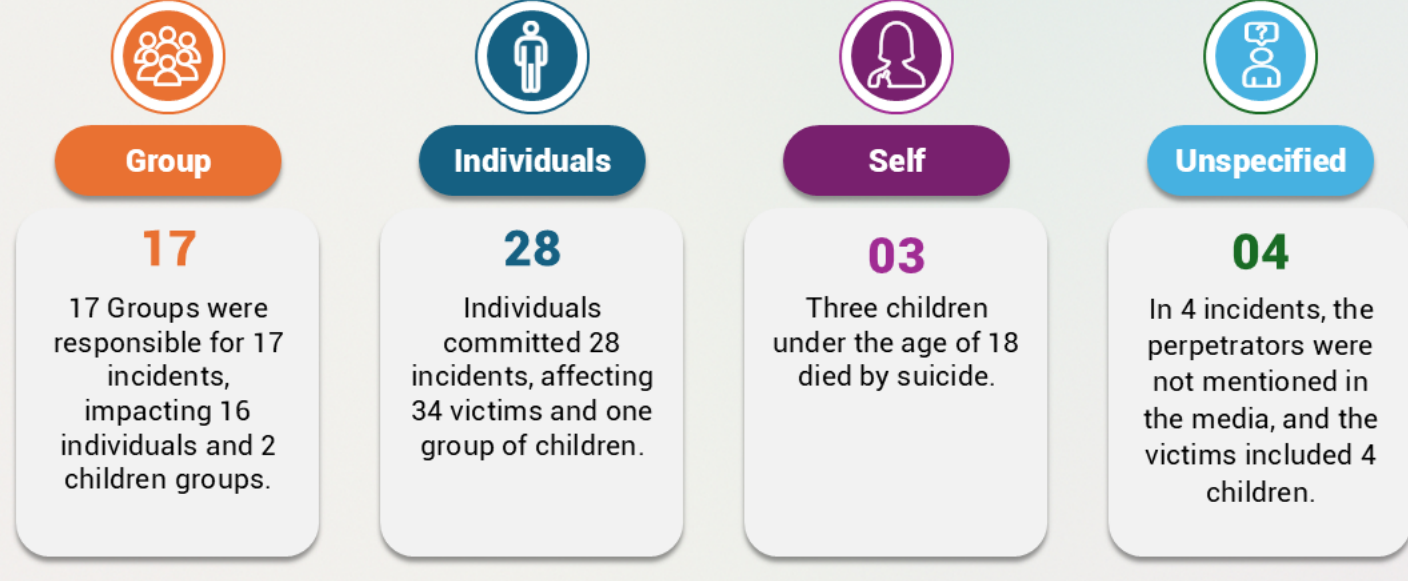 Group
17
17 Groups were
responsible for 17
incidents,
impacting 16
individuals and 2
children groups.
Individuals
28
Individuals
committed 28
incidents, affecting
34 victims and one
group of children.
Self
03
Three children
under the age of 18
died by suicide.
?
Unspecified
04
In 4 incidents, the
perpetrators were
not mentioned in
the media, and the
victims included 4
children.